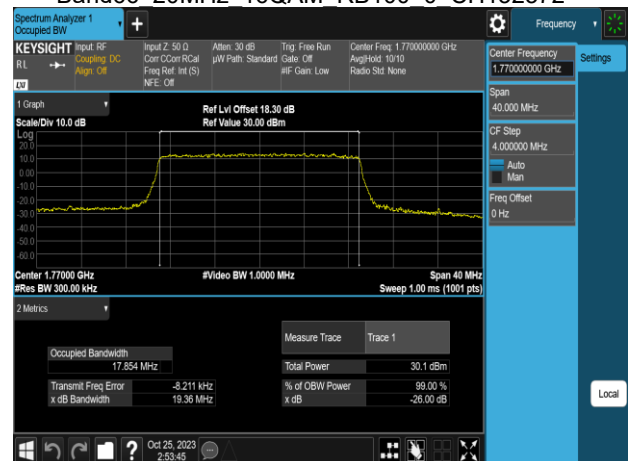 Spectrum Analyzer 1
Occupied BW
+
Frequency
KEYSIGHT
RL
LXI
Input: RF
Coupling: DC
Align: Off
Input Z: 50 Ω
Corr CCorr RCal
Freq Ref: Int (S)
NFE: Off
Atten: 30 dB
µW Path: Standard
Trig: Free Run
Gate: Off
#IF Gain: Low
Center Freq: 1.770000000 GHz
Avg|Hold: 10/10
Radio Std: None
Center Frequency
1.770000000 GHz
Settings
Span
40.000 MHz
CF Step
4.000000 MHz
Auto
Man
Freq Offset
0 Hz
Local
1 Graph
Scale/Div 10.0 dB
Ref Lvl Offset 18.30 dB
Ref Value 30.00 dBm
Log
20.0
10.0
0.00
-10.0
-20.0
-30.0
-40.0
-50.0
-60.0
Center 1.77000 GHz
#Video BW 1.0000 MHz
Span 40 MHz
#Res BW 300.00 kHz
Sweep 1.00 ms (1001 pts)
2 Metrics
Measure Trace
Trace 1
Occupied Bandwidth
17.854 MHz
Total Power
30.1 dBm
Transmit Freq Error
-8.211 kHz
% of OBW Power
99.00 %
x dB Bandwidth
19.36 MHz
x dB
-26.00 dB
?
Oct 25, 2023
2:53:45